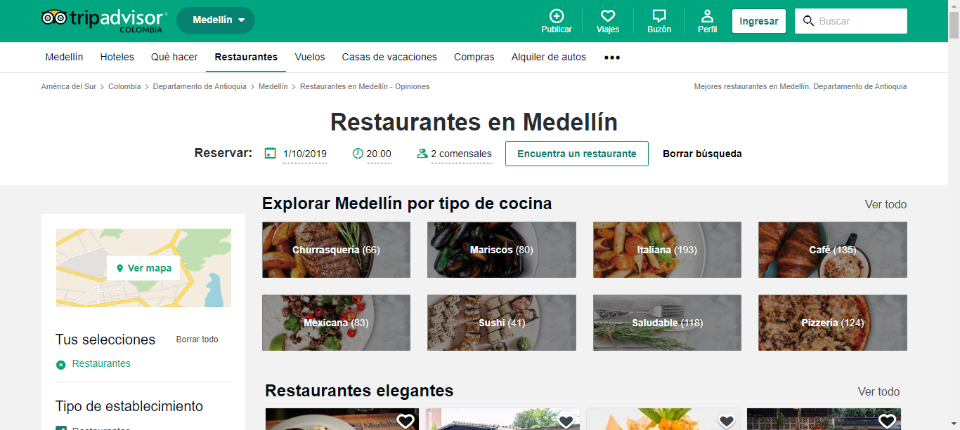 tripadvisor
COLOMBIA
Medellín
Publicar
Viajes
Buzón
Perfil
Ingresar
Buscar
Medellín Hoteles Qué hacer Restaurantes Vuelos Casas de vacaciones Compras Alquiler de autos
América del Sur > Colombia > Departamento de Antioquia > Medellín > Restaurantes en Medellín - Opiniones
Mejores restaurantes en Medellín, Departamento de Antioquia
Restaurantes en Medellín
Reservar: 1/10/2019 20:00 2 comensales Encuentra un restaurante Borrar búsqueda
Ver mapa
Tus selecciones Borrar todo
Restaurantes
Tipo de establecimiento
Restaurantes
Explorar Medellín por tipo de cocina Ver todo
Churrasquería (66) Mariscos (80) Italiana (193) Café (135)
Mexicana (83) Sushi (41) Saludable (118) Pizzería (124)
Restaurantes elegantes Ver todo